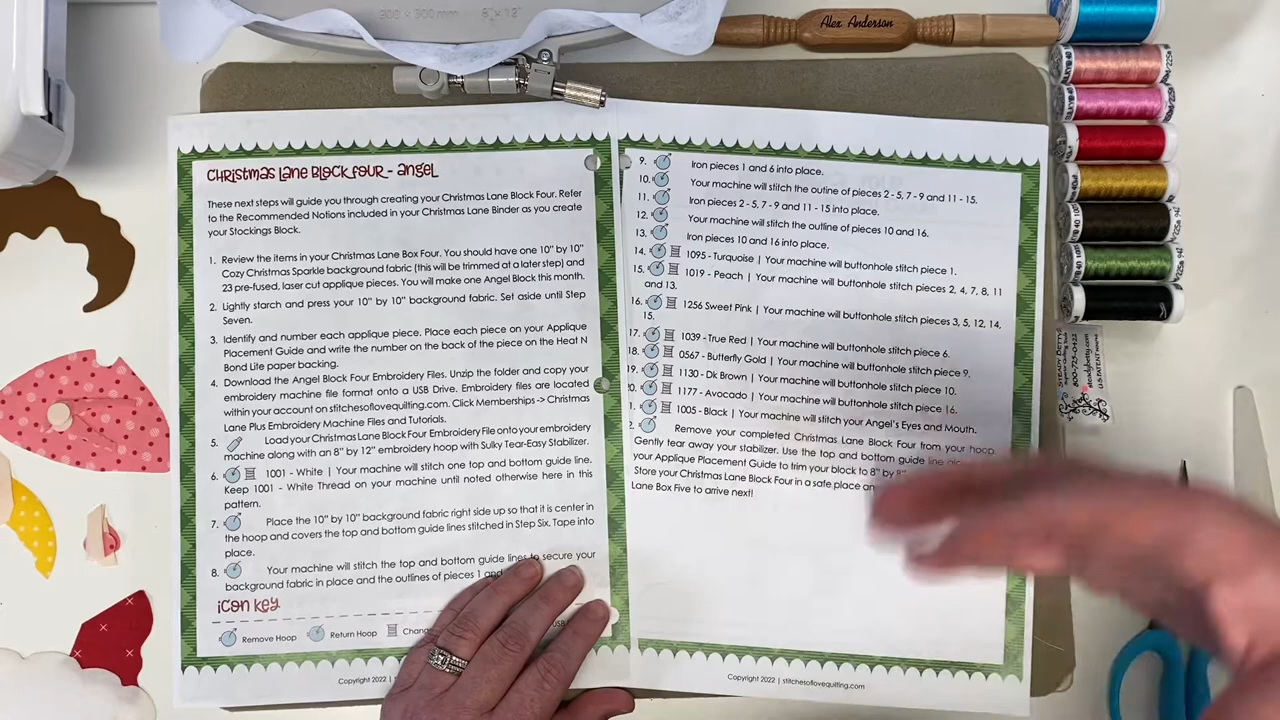 208 x 300mm 8"x 12"
Alex Anderson
CHRISTMAS LANE BLOCK FOUR - ANGEL
These next steps will guide you through creating your Christmas Lane Block Four. Refer
to the Recommended Notions included in your Christmas Lane Binder as you create
your Stockings Block.
1. Review the items in your Christmas Lane Box Four. You should have one 10" by 10"
Cozy Christmas Sparkle background fabric (this will be trimmed at a later step) and
23 pre-fused, laser cut applique pieces. You will make one Angel Block this month.
2. Lightly starch and press your 10" by 10" background fabric. Set aside until Step
Seven.
3. Identify and number each applique piece. Place each piece on your Applique
Placement Guide and write the number on the back of the piece on the Heat N
Bond Lite paper backing.
4. Download the Angel Block Four Embroidery Files. Unzip the folder and copy your
embroidery machine file format onto a USB Drive. Embroidery files are located
within your account on stitchesoflovequilting.com. Click Memberships -> Christmas
Lane Plus Embroidery Machine Files and Tutorials.
5. Load your Christmas Lane Block Four Embroidery File onto your embroidery
machine along with an 8" by 12" embroidery hoop with Sulky Tear-Easy Stabilizer.
6. 1001 - White | Your machine will stitch one top and bottom guide line.
Keep 1001 - White Thread on your machine until noted otherwise here in this
pattern.
7. Place the 10" by 10" background fabric right side up so that it is center in
the hoop and covers the top and bottom guide lines stitched in Step Six. Tape into
place.
8. Your machine will stitch the top and bottom guide lines to secure your
background fabric in place and the outlines of pieces 1 and
ICON KEY
Remove Hoop Return Hoop Chang
Copyright 2022 |
9. Iron pieces 1 and 6 into place.
10. Your machine will stitch the outine of pieces 2 - 5, 7 - 9 and 11 - 15.
11. Iron pieces 2 - 5, 7 - 9 and 11 - 15 into place.
12. Your machine will stitch the outline of pieces 10 and 16.
13. Iron pieces 10 and 16 into place.
14. 1095 - Turquoise | Your machine will buttonhole stitch piece 1.
15. 1019 - Peach | Your machine will buttonhole stitch pieces 2, 4, 7, 8, 11
and 13.
16. 1256 Sweet Pink | Your machine will buttonhole stitch pieces 3, 5, 12, 14,
15.
17. 1039 - True Red | Your machine will buttonhole stitch piece 6.
18. 0567 - Butterfly Gold | Your machine will buttonhole stitch piece 9.
19. 1130 - Dk Brown | Your machine will buttonhole stitch piece 10.
20. 1177 - Avocado | Your machine will buttonhole stitch piece 16.
1. 1005 - Black | Your machine will stitch your Angel's Eyes and Mouth.
2. Remove your completed Christmas Lane Block Four from your hoop.
Gently tear away your stabilizer. Use the top and bottom guide line
your Applique Placement Guide to trim your block to 8" by 8"
Store your Christmas Lane Block Four in a safe place
Lane Box Five to arrive next!
Copyright 2022 | stitchesoflovequilting.com
800-725-0422
US PATENT